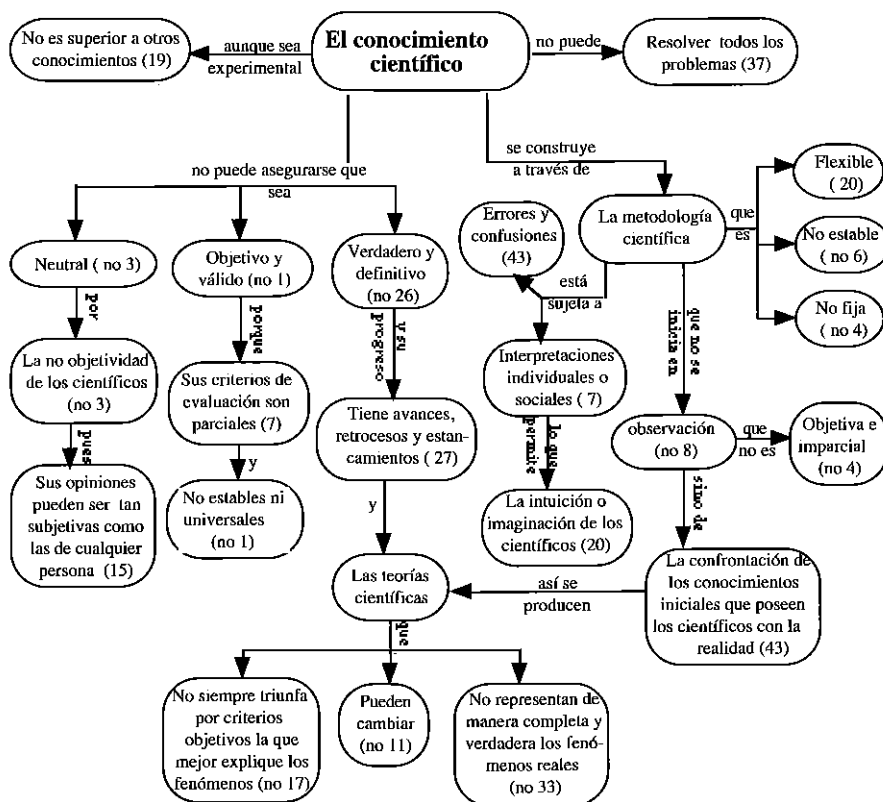 No es superior a otros
conocimientos (19)
aunque sea
experimental
El conocimiento
científico
no puede
Resolver todos los
problemas (37)
no puede asegurarse que
sea
se construye
a través de
Neutral ( no 3)
por
La no objetividad
de los científicos
(no 3)
pues
Sus opiniones
pueden ser tan
subjetivas como
las de cualquier
persona (15)
Objetivo y
válido (no 1)
porque
Sus criterios de
evaluación son
parciales (7)
y
No estables ni
universales
(no 1)
Verdadero y
definitivo
(no 26)
y su
progreso
Tiene avances,
retrocesos y estan-
camientos ( 27)
y
Errores y
confusiones
(43)
La metodología
científica
que
es
Flexible
( 20)
No estable
( no 6)
No fija
( no 4)
está
sujeta a
Interpretaciones
individuales o
sociales ( 7)
lo que
permite
La intuición o
imaginación de los
científicos (20)
que no se
inicia en
observación
(no 8)
que
no es
Objetiva e
imparcial
(no 4)
sino de
La confrontación de
los conocimientos
iniciales que poseen
los científicos con la
realidad (43)
así se
producen
Las teorías
científicas
que
No siempre triunfa
por criterios
objetivos la que
mejor explique los
fenómenos (no 17)
Pueden
cambiar
(no 11)
No representan de
manera completa y
verdadera los fenó-
menos reales
(no 33)